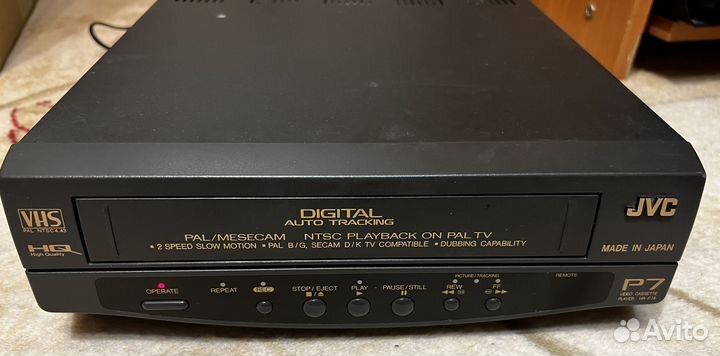 DIGITAL
AUTO TRACKING
VHS
PAL NTSC4.43
JVC
PAL/MESECAM NTSC PLAYBACK ON PAL TV
• 2 SPEED SLOW MOTION • PAL B/G, SECAM D/K TV COMPATIBLE • DUBBING CAPABILITY
HQ
High Quality
MADE IN JAPAN
PICTURE/TRACKING
REMOTE
OPERATE
REPEAT
REC
STOP/EJECT
PLAY
PAUSE/STILL
REW
FF
P7
VIDEO CASSETTE
PLAYER
Avito